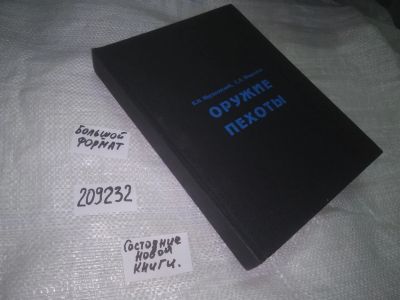 БОЛЬШОЙ
ФОРМАТ
209232
Состояние
новой
книги.
ОРУЖИЕ
ПЕХОТЫ